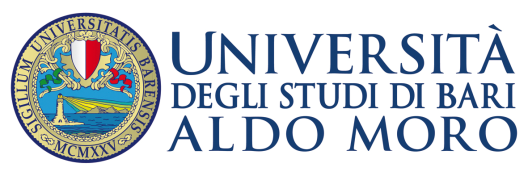 SIGILLUM UNIVERSITATIS BARENSIS
MCMXXV
UNIVERSITÀ
DEGLI STUDI DI BARI
ALDO MORO